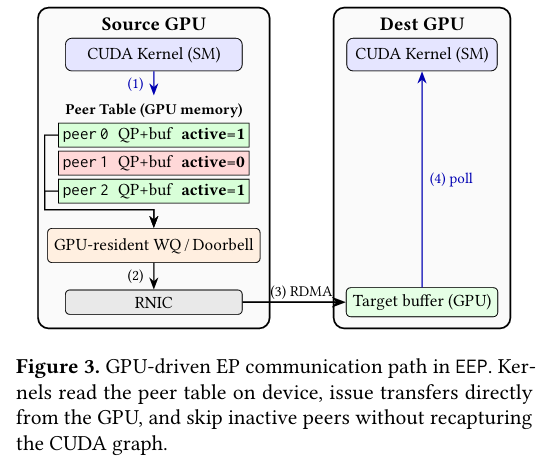 Source GPU
CUDA Kernel (SM)
(1)
Peer Table (GPU memory)
peer 0 QP+buf active=1
peer 1 QP+buf active=0
peer 2 QP+buf active=1
GPU-resident WQ / Doorbell
(2)
RNIC
(3) RDMA
Dest GPU
CUDA Kernel (SM)
(4) poll
Target buffer (GPU)
Figure 3. GPU-driven EP communication path in EEP. Ker-
nels read the peer table on device, issue transfers directly
from the GPU, and skip inactive peers without recapturing
the CUDA graph.